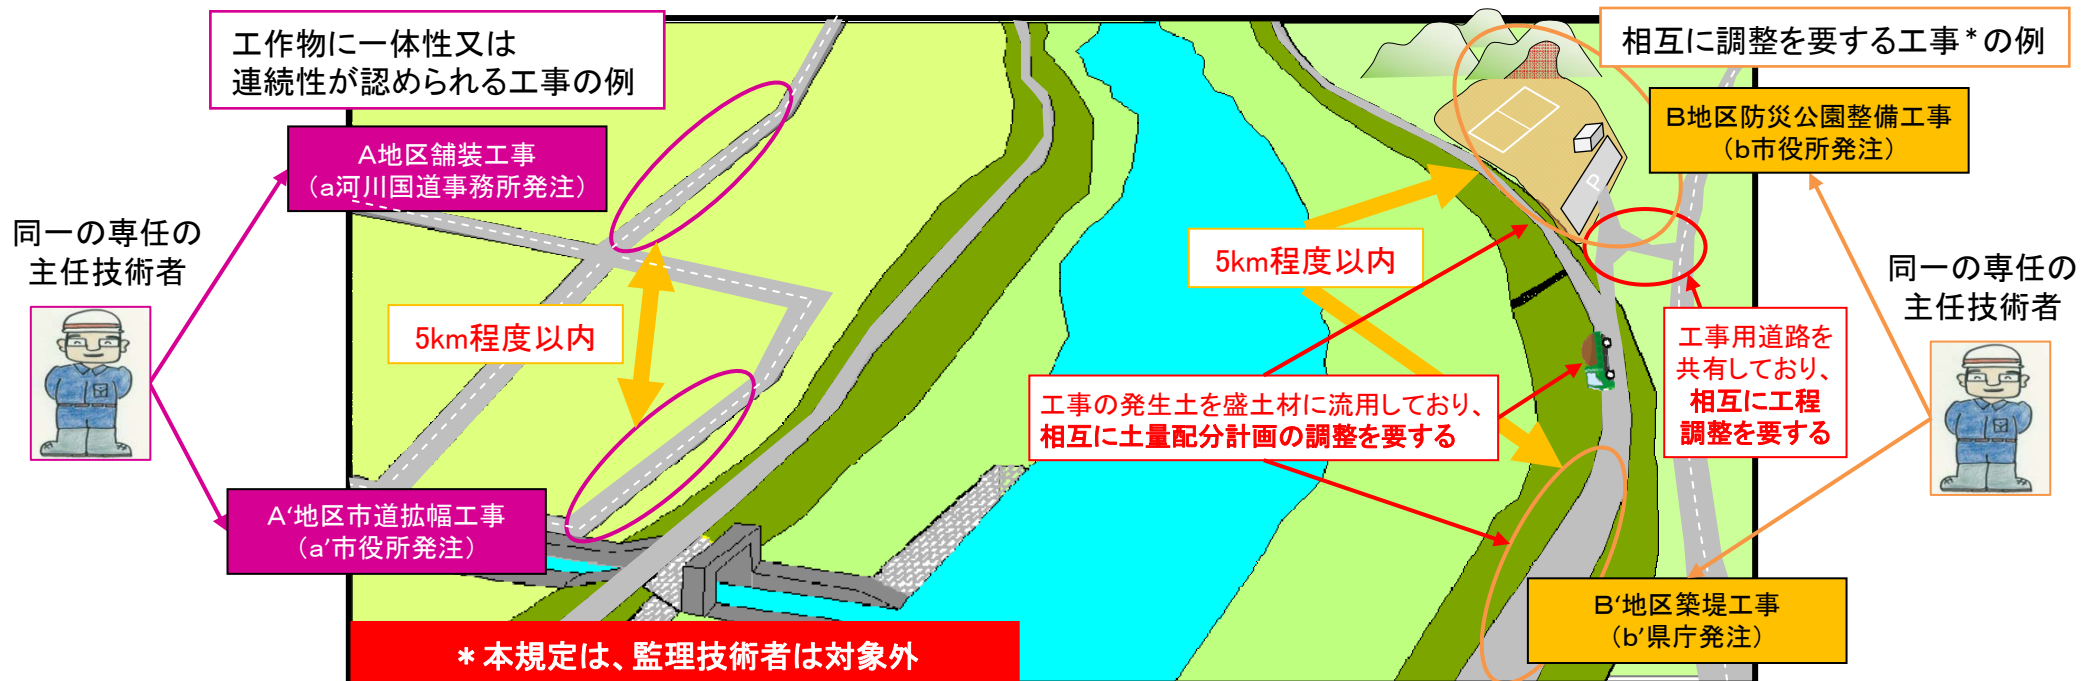 工作物に一体性又は
連続性が認められる工事の例
A地区舗装工事
（a河川国道事務所発注）
同一の専任の
主任技術者
5km程度以内
A‘地区市道拡幅工事
（a’市役所発注）
＊本規定は、監理技術者は対象外
相互に調整を要する工事*の例
B地区防災公園整備工事
（b市役所発注）
P
5km程度以内
同一の専任の
主任技術者
工事用道路を
共有しており、
相互に工程
調整を要する
工事の発生土を盛土材に流用しており、
相互に土量配分計画の調整を要する
B‘地区築堤工事
（b’県庁発注）